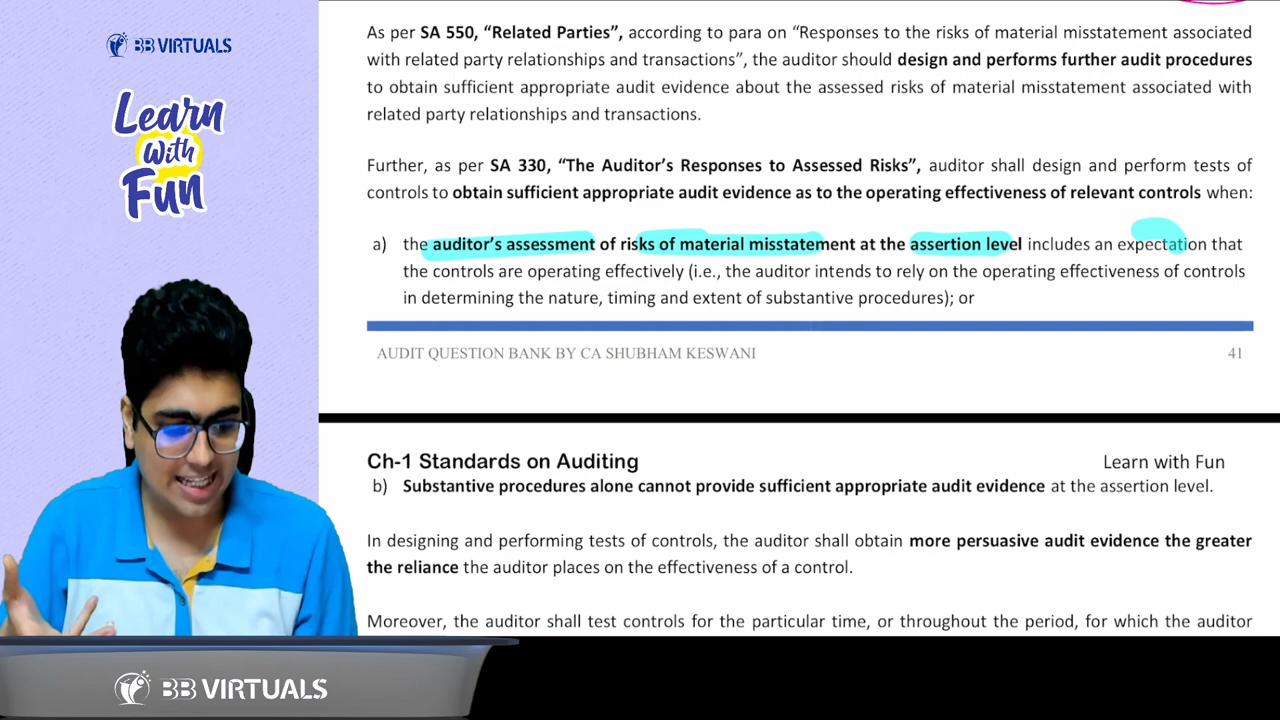 BB VIRTUALS
Learn
With
Fun
As per SA 550, “Related Parties”, according to para on “Responses to the risks of material misstatement associated
with related party relationships and transactions”, the auditor should design and performs further audit procedures
to obtain sufficient appropriate audit evidence about the assessed risks of material misstatement associated with
related party relationships and transactions.
Further, as per SA 330, “The Auditor’s Responses to Assessed Risks”, auditor shall design and perform tests of
controls to obtain sufficient appropriate audit evidence as to the operating effectiveness of relevant controls when:
a) the auditor’s assessment of risks of material misstatement at the assertion level includes an expectation that
the controls are operating effectively (i.e., the auditor intends to rely on the operating effectiveness of controls
in determining the nature, timing and extent of substantive procedures); or
AUDIT QUESTION BANK BY CA SHUBHAM KESWANI 41
Ch-1 Standards on Auditing Learn with Fun
b) Substantive procedures alone cannot provide sufficient appropriate audit evidence at the assertion level.
In designing and performing tests of controls, the auditor shall obtain more persuasive audit evidence the greater
the reliance the auditor places on the effectiveness of a control.
Moreover, the auditor shall test controls for the particular time, or throughout the period, for which the auditor
BB VIRTUALS